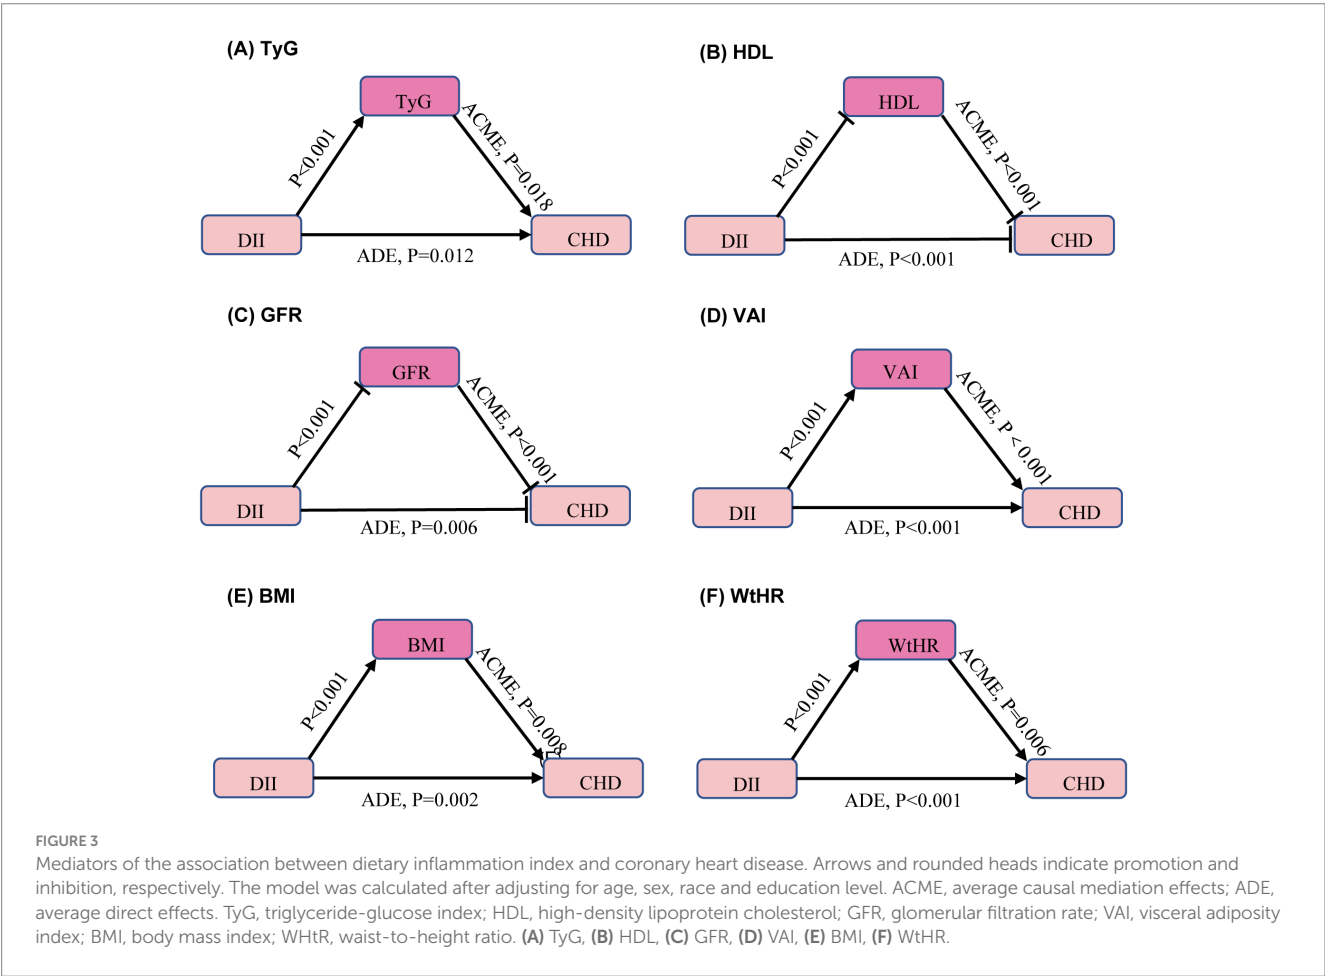 (A) TyG
TyG
P<0.001
ACME, P=0.018
DII
CHD
ADE, P=0.012
(B) HDL
HDL
P<0.001
ACME, P<0.001
DII
CHD
ADE, P<0.001
(C) GFR
GFR
P<0.001
ACME, P<0.001
DII
CHD
ADE, P=0.006
(D) VAI
VAI
P<0.001
ACME, P < 0.001
DII
CHD
ADE, P<0.001
(E) BMI
BMI
P<0.001
ACME, P=0.008
DII
CHD
ADE, P=0.002
(F) WtHR
WtHR
P<0.001
ACME, P=0.006
DII
CHD
ADE, P<0.001
FIGURE 3
Mediators of the association between dietary inflammation index and coronary heart disease. Arrows and rounded heads indicate promotion and
inhibition, respectively. The model was calculated after adjusting for age, sex, race and education level. ACME, average causal mediation effects; ADE,
average direct effects. TyG, triglyceride-glucose index; HDL, high-density lipoprotein cholesterol; GFR, glomerular filtration rate; VAI, visceral adiposity
index; BMI, body mass index; WHtR, waist-to-height ratio. (A) TyG, (B) HDL, (C) GFR, (D) VAI, (E) BMI, (F) WtHR.